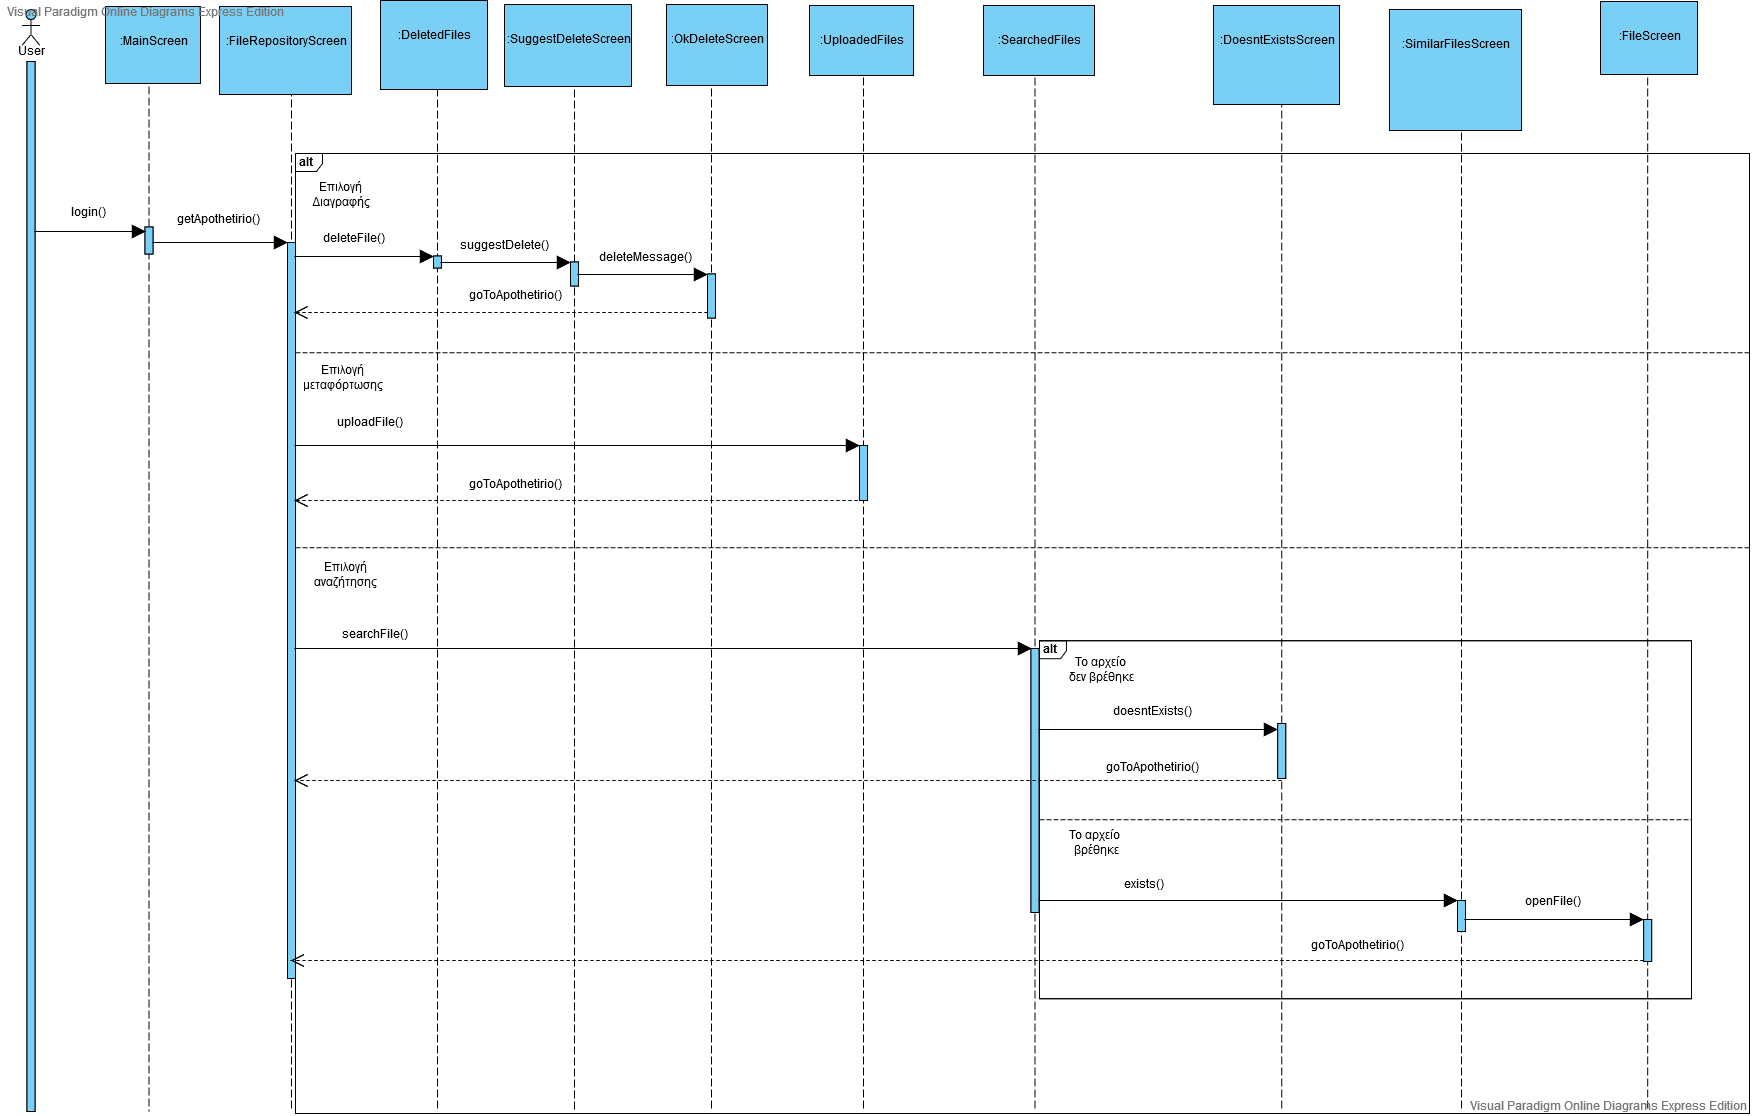 Visual Paradigm Online Diagrams Express Edition
User
:MainScreen
:FileRepositoryScreen
:DeletedFiles
:SuggestDeleteScreen
:OkDeleteScreen
:UploadedFiles
:SearchedFiles
:DoesntExistsScreen
:SimilarFilesScreen
:FileScreen
alt
Επιλογή
Διαγραφής
login()
getApothetirio()
deleteFile()
suggestDelete()
deleteMessage()
goToApothetirio()
Επιλογή
μεταφόρτωσης
uploadFile()
goToApothetirio()
Επιλογή
αναζήτησης
searchFile()
alt
Το αρχείο
δεν βρέθηκε
doesntExists()
goToApothetirio()
Το αρχείο
βρέθηκε
exists()
openFile()
goToApothetirio()
Visual Paradigm Online Diagrams Express Edition